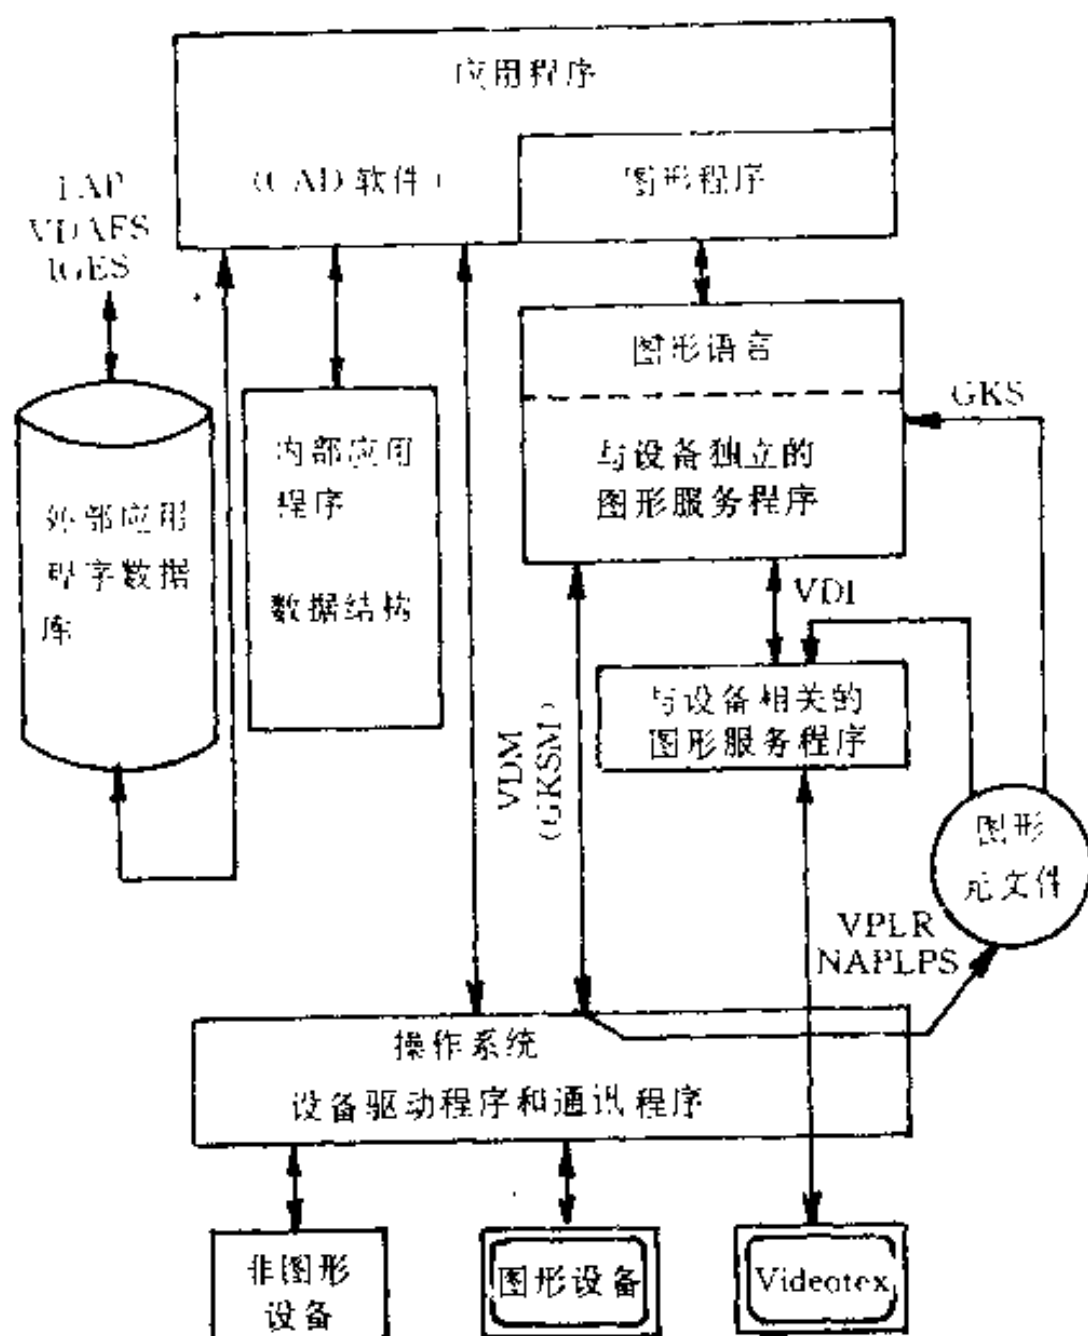 应用程序
(CAD软件)
图形程序
VDAFS
IGES
图形语言
GKS
与设备独立的
图形服务程序
内部应用
程序
数据结构
外部应用
程序数据
库
VDI
与设备相关的
图形服务程序
VDM
(GKSM)
图形
元文件
VPLR
NAPLPS
操作系统
设备驱动程序和通讯程序
非图形
设备
图形设备
Videotex